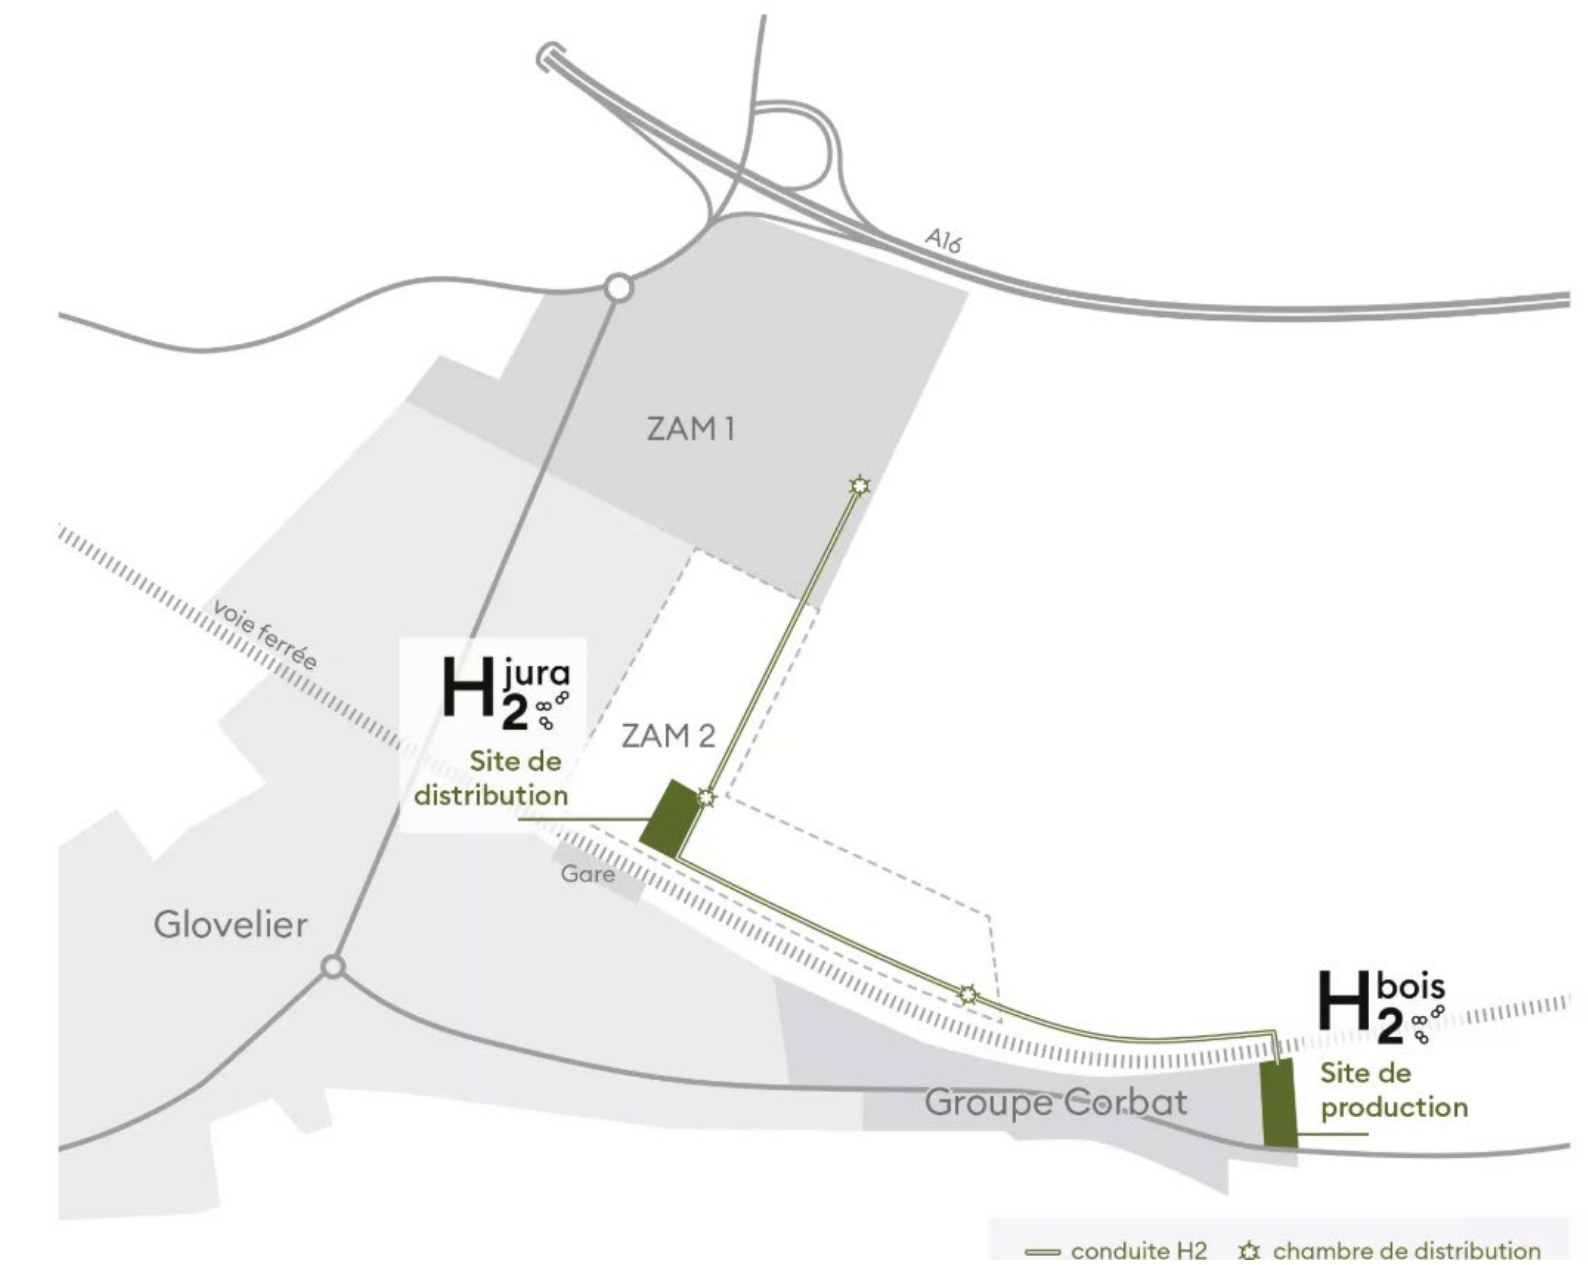 A16
ZAM 1
voie ferrée
H2 jura
ZAM 2
Site de
distribution
Gare
Glovelier
H2 bois
Site de
production
Groupe Corbat
conduite H2
chambre de distribution